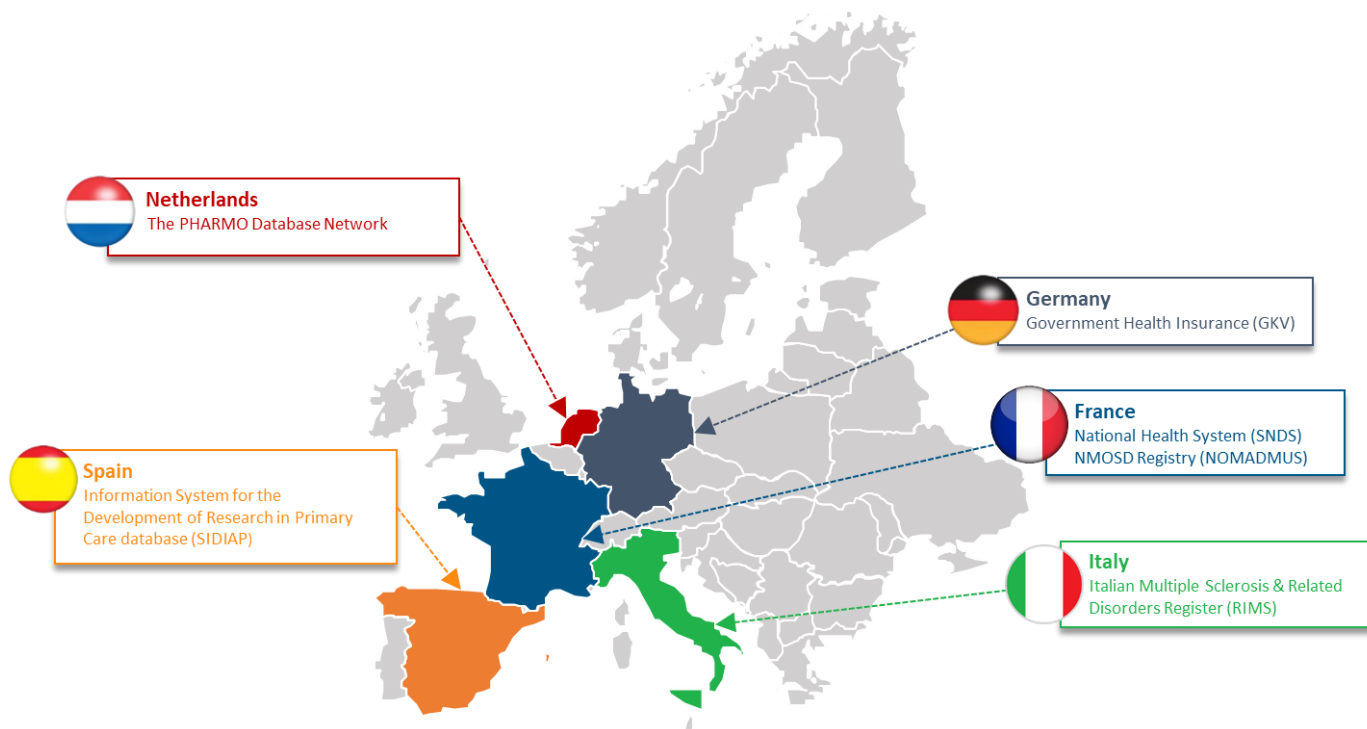 Netherlands
The PHARMO Database Network
Germany
Government Health Insurance (GKV)
France
National Health System (SNDS)
NMOSD Registry (NOMADMUS)
Spain
Information System for the
Development of Research in Primary
Care database (SIDIAP)
Italy
Italian Multiple Sclerosis & Related
Disorders Register (RIMS)